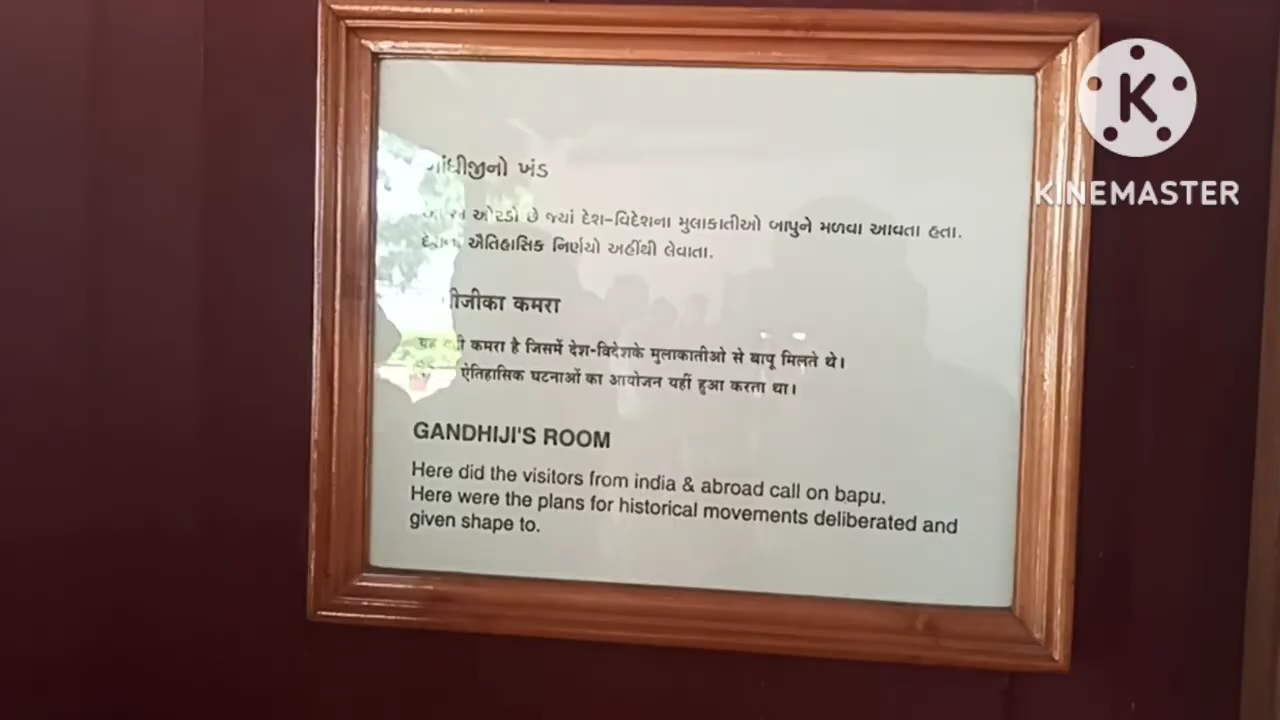 ખંડ
ઓરડો છે જ્યાં દેશ-વિદેશના મુલાકાતીઓ બાપુને મળવા આવતા હતા.
ઐતિહાસિક નિર્ણયો અહીંથી લેવાતા.
कमरा
कमरा है जिसमें देश-विदेशके मुलाकातीओ से बापू मिलते थे।
ऐतिहासिक घटनाओं का आयोजन यहीं हुआ करता था।
GANDHIJI'S ROOM
Here did the visitors from india & abroad call on bapu.
Here were the plans for historical movements deliberated and
given shape to.
K
KINEMASTER